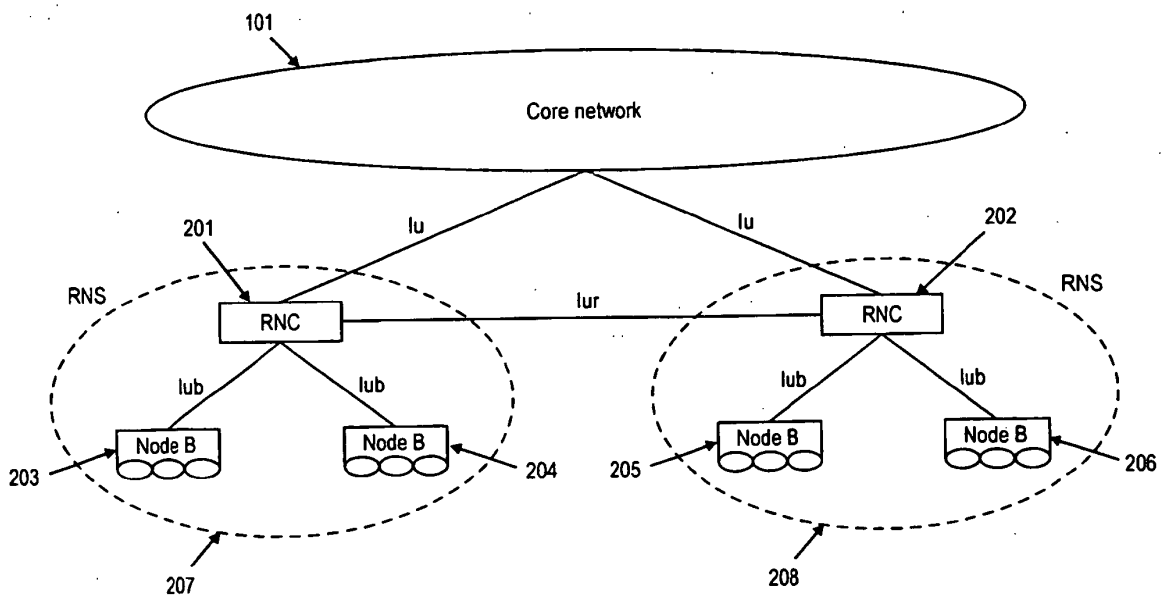 101
Core network
Iu
Iu
201
202
RNS
RNS
RNC
Iur
RNC
Iub
Iub
Iub
Iub
Node B
Node B
Node B
Node B
203
204
205
206
207
208